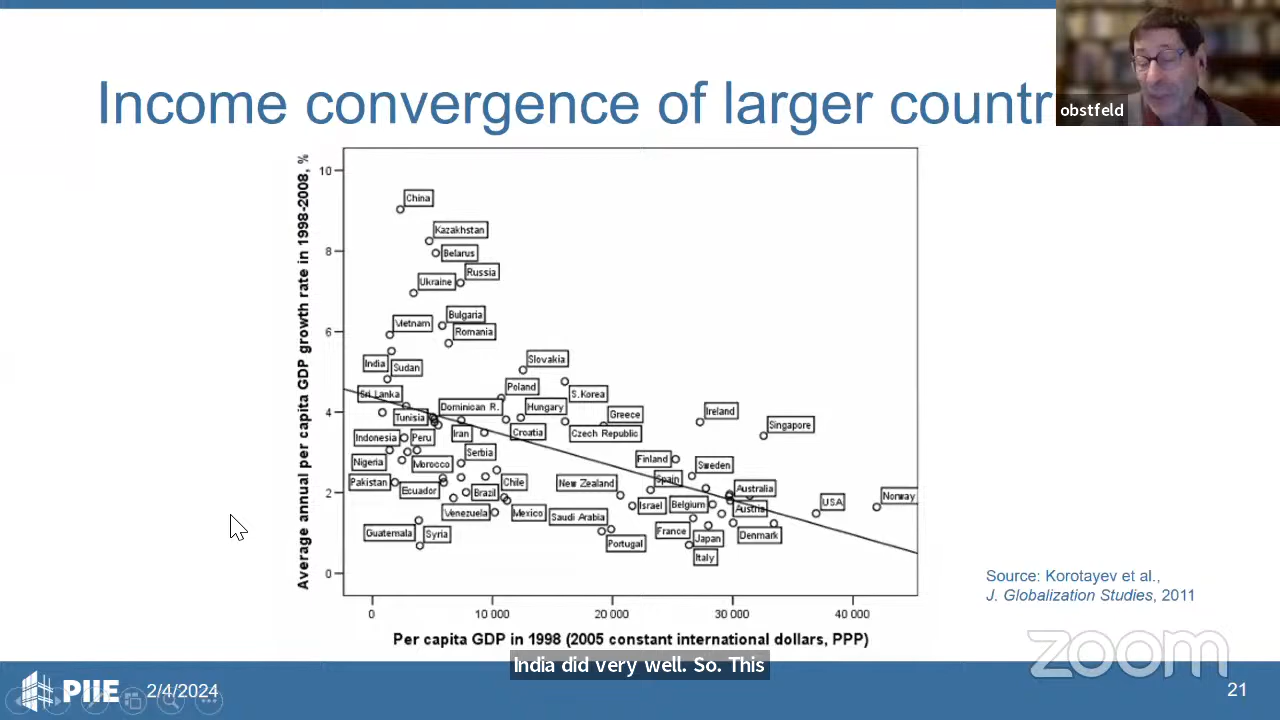 Income convergence of larger countr
obstfeld
Average annual per capita GDP growth rate in 1998-2008, %
10
8
6
4
2
0
China
Kazakhstan
Belarus
Russia
Ukraine
Bulgaria
Vietnam
Romania
India
Sudan
Slovakia
Sri Lanka
Poland
S.Korea
Tunisia
Dominican R.
Hungary
Greece
Ireland
Singapore
Indonesia
Peru
Iran
Croatia
Czech Republic
Nigeria
Morocco
Serbia
Finland
Sweden
Pakistan
Ecuador
Brazil
Chile
New Zealand
Spain
Australia
Venezuela
Mexico
Saudi Arabia
Israel
Belgium
Austria
USA
Norway
Guatemala
Syria
Portugal
France
Japan
Denmark
Italy
0
10 000
20 000
30 000
40 000
Per capita GDP in 1998 (2005 constant international dollars, PPP)
Source: Korotayev et al.,
J. Globalization Studies, 2011
zoom
India did very well. So. This
PIIE
2/4/2024
21